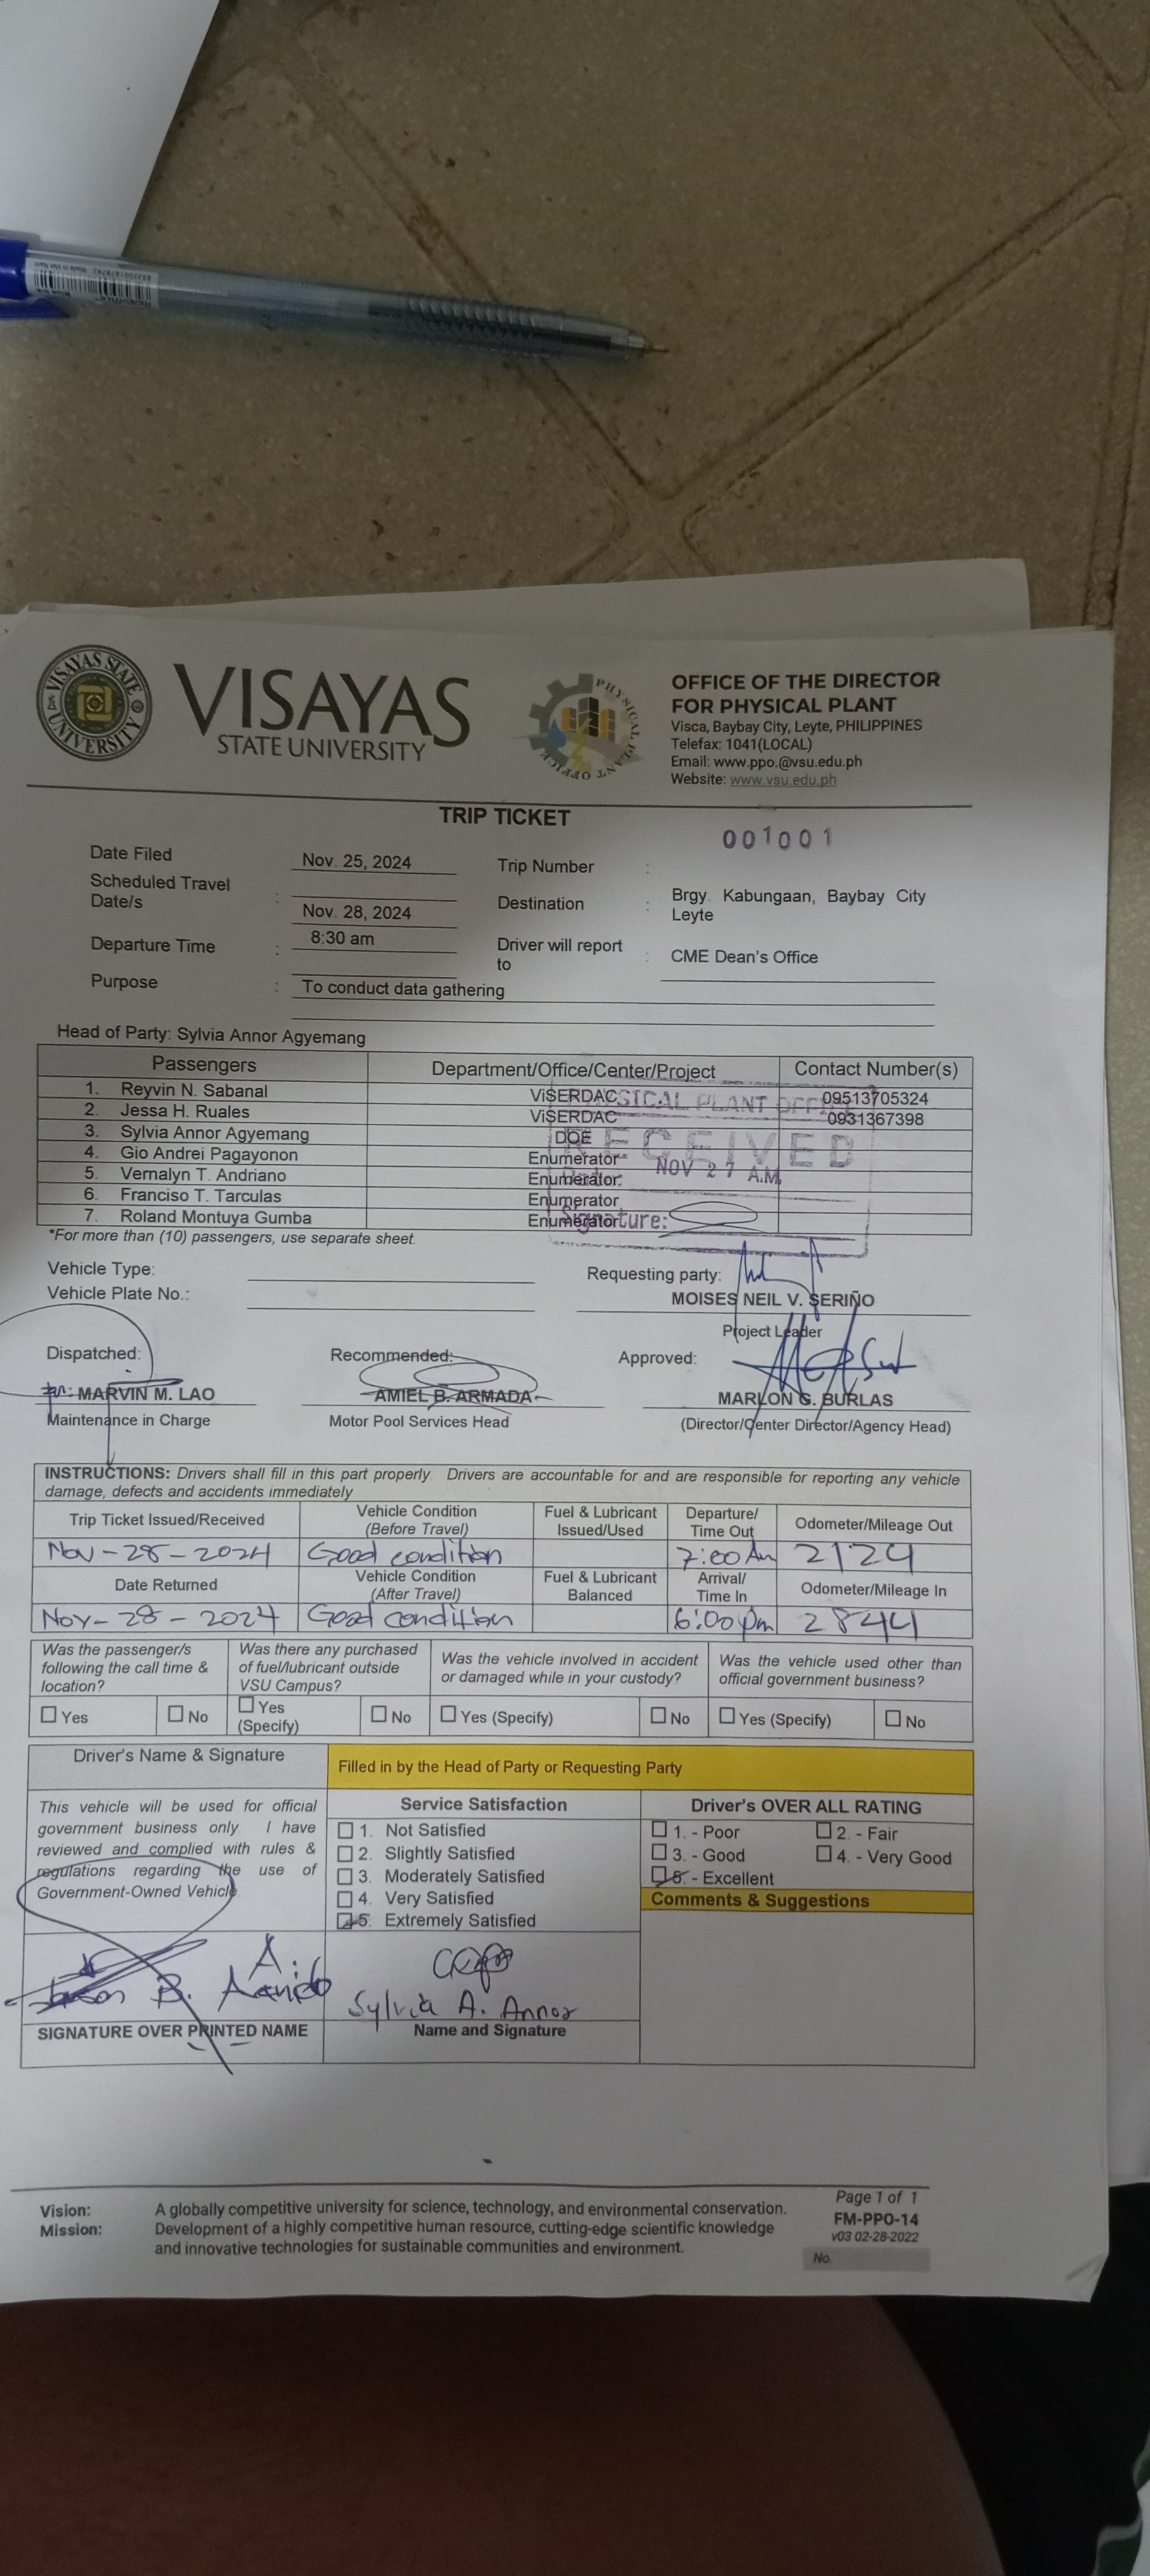 VISAYAS STATE UNIVERSITY
VISAYAS
STATE UNIVERSITY
PHYSICAL PLANT OFFICE
OFFICE OF THE DIRECTOR
FOR PHYSICAL PLANT
Visca, Baybay City, Leyte, PHILIPPINES
Telefax: 1041(LOCAL)
Email: www.ppo.@vsu.edu.ph
Website: www.vsu.edu.ph
TRIP TICKET
001001
Date Filed Nov. 25, 2024 Trip Number :
Scheduled Travel Date/s : Nov. 28, 2024 Destination : Brgy. Kabungaan, Baybay City Leyte
Departure Time : 8:30 am Driver will report to : CME Dean's Office
Purpose : To conduct data gathering
Head of Party: Sylvia Annor Agyemang
Passengers Department/Office/Center/Project Contact Number(s)
1. Reyvin N. Sabanal ViSERDAC 09513705324
2. Jessa H. Ruales ViSERDAC 0931367398
3. Sylvia Annor Agyemang DOE
4. Gio Andrei Pagayonon Enumerator
5. Vernalyn T. Andriano Enumerator
6. Franciso T. Tarculas Enumerator
7. Roland Montuya Gumba Enumerator
PHYSICAL PLANT OFFICE
RECEIVED
NOV 27 A.M.
Signature:
*For more than (10) passengers, use separate sheet.
Vehicle Type:
Vehicle Plate No.:
Requesting party:
MOISES NEIL V. SERIÑO
Project Leader
Dispatched: Recommended: Approved:
MARVIN M. LAO AMIEL B. ARMADA MARLON G. BURLAS
Maintenance in Charge Motor Pool Services Head (Director/Center Director/Agency Head)
INSTRUCTIONS: Drivers shall fill in this part properly. Drivers are accountable for and are responsible for reporting any vehicle
damage, defects and accidents immediately
Trip Ticket Issued/Received Vehicle Condition (Before Travel) Fuel & Lubricant Issued/Used Departure/ Time Out Odometer/Mileage Out
Nov-28-2024 Good condition 7:00 Am 2124
Date Returned Vehicle Condition (After Travel) Fuel & Lubricant Balanced Arrival/ Time In Odometer/Mileage In
Nov-28-2024 Good condition 6:00 pm 2844
Was the passenger/s following the call time & location? Was there any purchased of fuel/lubricant outside VSU Campus? Was the vehicle involved in accident or damaged while in your custody? Was the vehicle used other than official government business?
Yes No Yes (Specify) No Yes (Specify) No Yes (Specify) No
Driver's Name & Signature
Filled in by the Head of Party or Requesting Party
This vehicle will be used for official
government business only. I have
reviewed and complied with rules &
regulations regarding the use of
Government-Owned Vehicle
Service Satisfaction
1. Not Satisfied
2. Slightly Satisfied
3. Moderately Satisfied
4. Very Satisfied
5. Extremely Satisfied
Driver's OVER ALL RATING
1. - Poor 2. - Fair
3. - Good 4. - Very Good
5. - Excellent
Comments & Suggestions
Sylvia A. Annor
SIGNATURE OVER PRINTED NAME
Name and Signature
Vision: A globally competitive university for science, technology, and environmental conservation.
Mission: Development of a highly competitive human resource, cutting-edge scientific knowledge
and innovative technologies for sustainable communities and environment.
Page 1 of 1
FM-PPO-14
v03 02-28-2022
No.